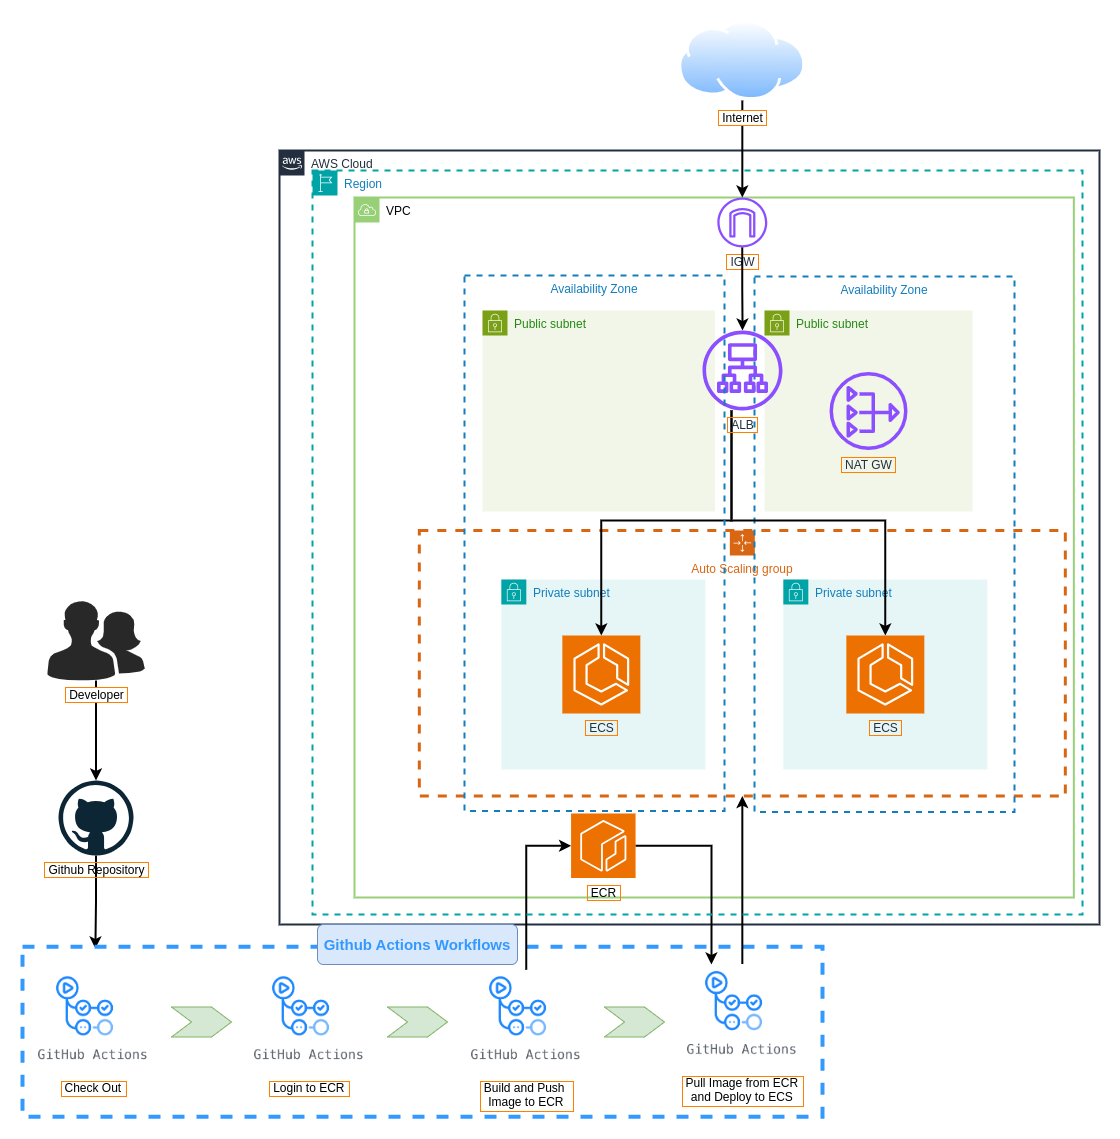 Internet
aws
AWS Cloud
Region
VPC
IGW
Availability Zone
Availability Zone
Public subnet
Public subnet
ALB
NAT GW
Auto Scaling group
Private subnet
Private subnet
ECS
ECS
Developer
Github Repository
ECR
Github Actions Workflows
GitHub Actions
GitHub Actions
GitHub Actions
GitHub Actions
Check Out
Login to ECR
Build and Push
Image to ECR
Pull Image from ECR
and Deploy to ECS